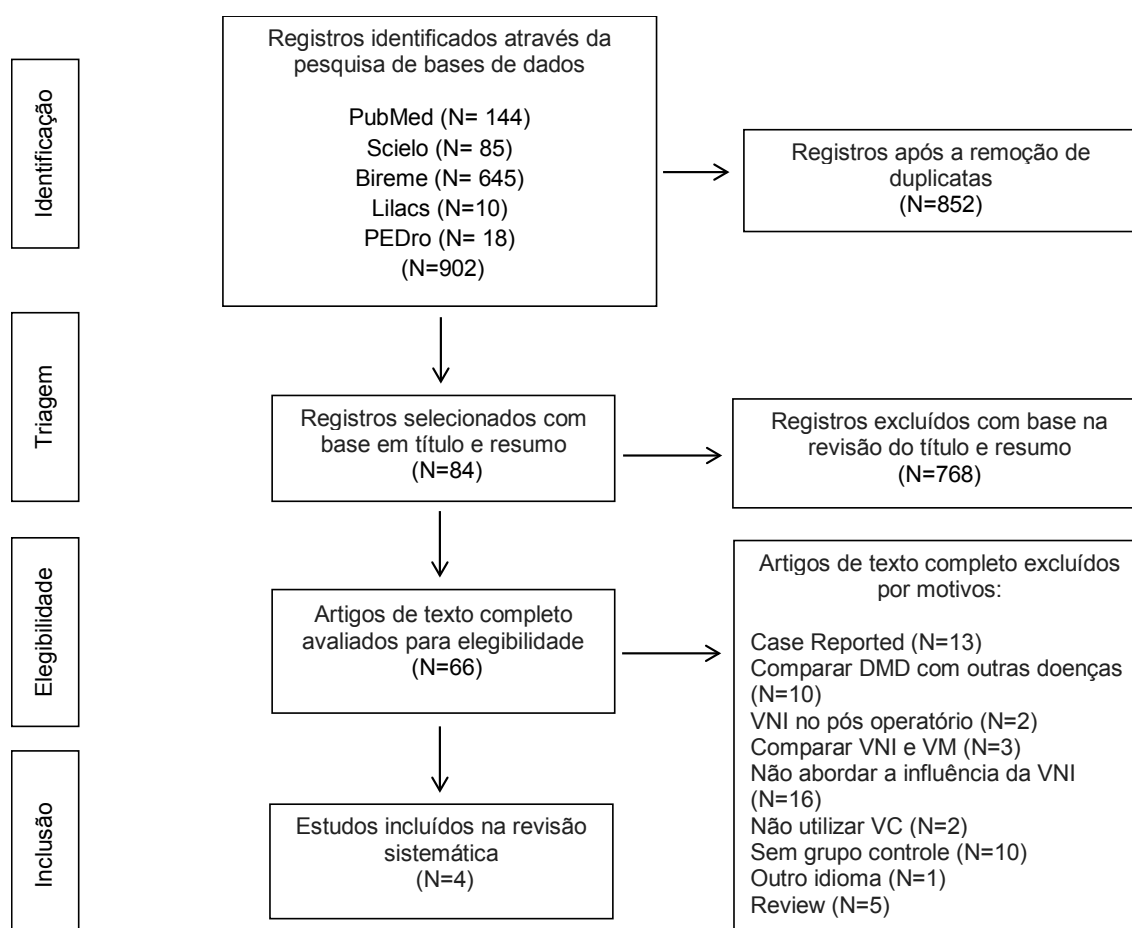 Identificação
Registros identificados através da
pesquisa de bases de dados
PubMed (N= 144)
Scielo (N= 85)
Bireme (N= 645)
Lilacs (N=10)
PEDro (N= 18)
(N=902)
Registros após a remoção de
duplicatas
(N=852)
Triagem
Registros selecionados com
base em título e resumo
(N=84)
Registros excluídos com base na
revisão do título e resumo
(N=768)
Elegibilidade
Artigos de texto completo
avaliados para elegibilidade
(N=66)
Artigos de texto completo excluídos
por motivos:
Case Reported (N=13)
Comparar DMD com outras doenças
(N=10)
VNI no pós operatório (N=2)
Comparar VNI e VM (N=3)
Não abordar a influência da VNI
(N=16)
Não utilizar VC (N=2)
Sem grupo controle (N=10)
Outro idioma (N=1)
Review (N=5)
Inclusão
Estudos incluídos na revisão
sistemática
(N=4)